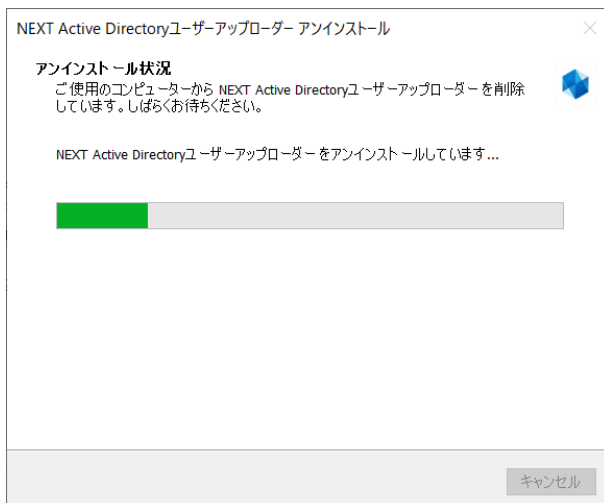 NEXT Active Directoryユーザーアップローダー アンインストール
アンインストール状況
ご使用のコンピューターから NEXT Active Directoryユーザーアップローダー を削除
しています。しばらくお待ちください。
NEXT Active Directoryユーザーアップローダー をアンインストールしています...
キャンセル